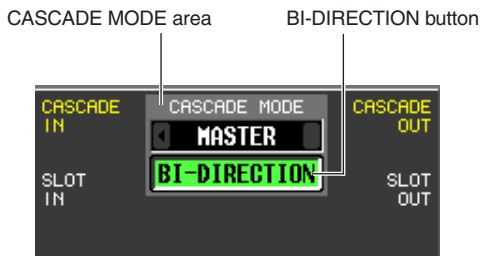 CASCADE MODE area
BI-DIRECTION button
CASCADE IN
CASCADE MODE
CASCADE OUT
MASTER
BI-DIRECTION
SLOT IN
SLOT OUT